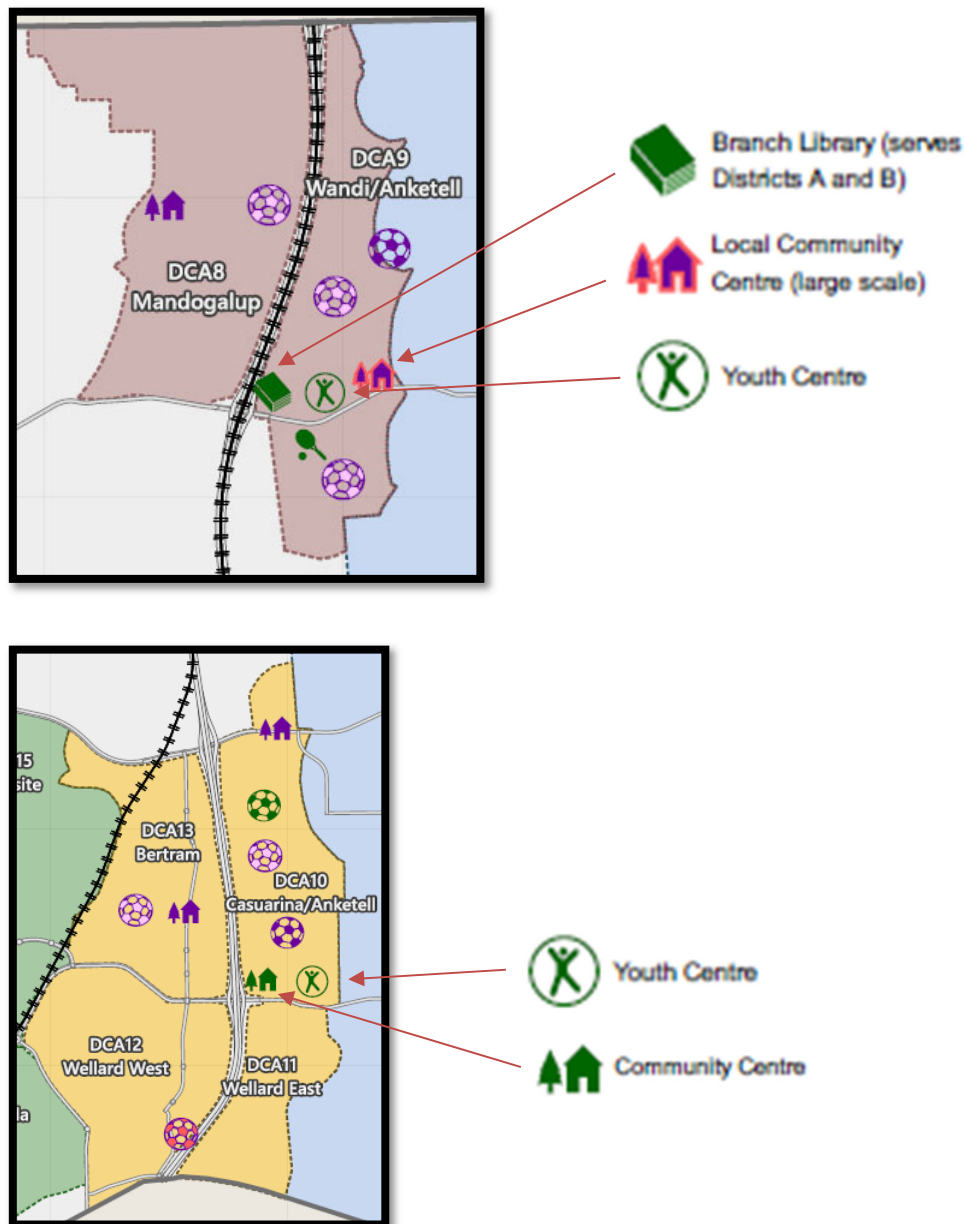 DCA9
Wandi/Anketell
DCA8
Mandogalup
Branch Library (serves
Districts A and B)
Local Community
Centre (large scale)
Youth Centre
15
site
DCA13
Bertram
DCA10
Casuarina/Anketell
DCA12
Wellard West
DCA11
Wellard East
la
Youth Centre
Community Centre